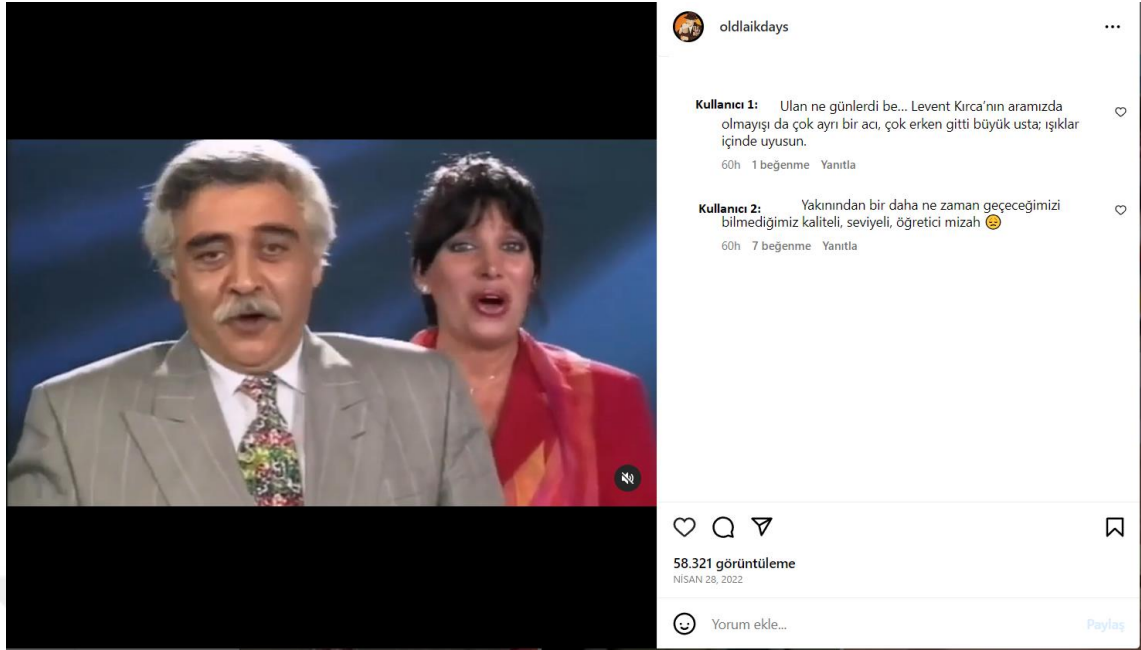 oldlaikdays
Kullanıcı 1: Ulan ne günlerdi be... Levent Kırca’nın aramızda
olmayışı da çok ayrı bir acı, çok erken gitti büyük usta; ışıklar
içinde uyusun.
60h 1 beğenme Yanıtla
Kullanıcı 2: Yakınından bir daha ne zaman geçeceğimizi
bilmediğimiz kaliteli, seviyeli, öğretici mizah 😞
60h 7 beğenme Yanıtla
58.321 görüntüleme
NİSAN 28, 2022
Yorum ekle...
Paylaş